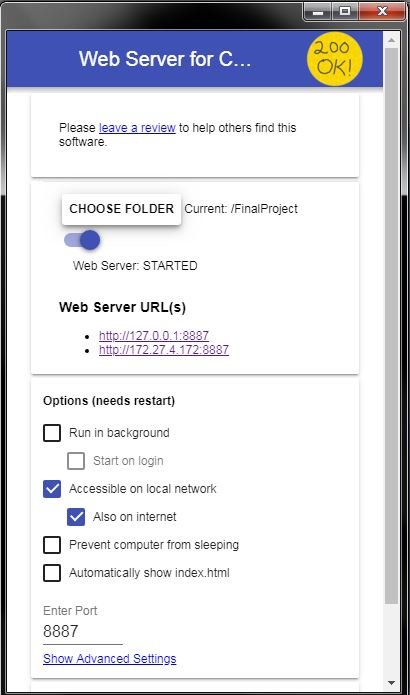 Web Server for C...
200
OK!
Please leave a review to help others find this
software.
CHOOSE FOLDER Current: /FinalProject
Web Server: STARTED
Web Server URL(s)
http://127.0.0.1:8887
http://172.27.4.172:8887
Options (needs restart)
Run in background
Start on login
Accessible on local network
Also on internet
Prevent computer from sleeping
Automatically show index.html
Enter Port
8887
Show Advanced Settings